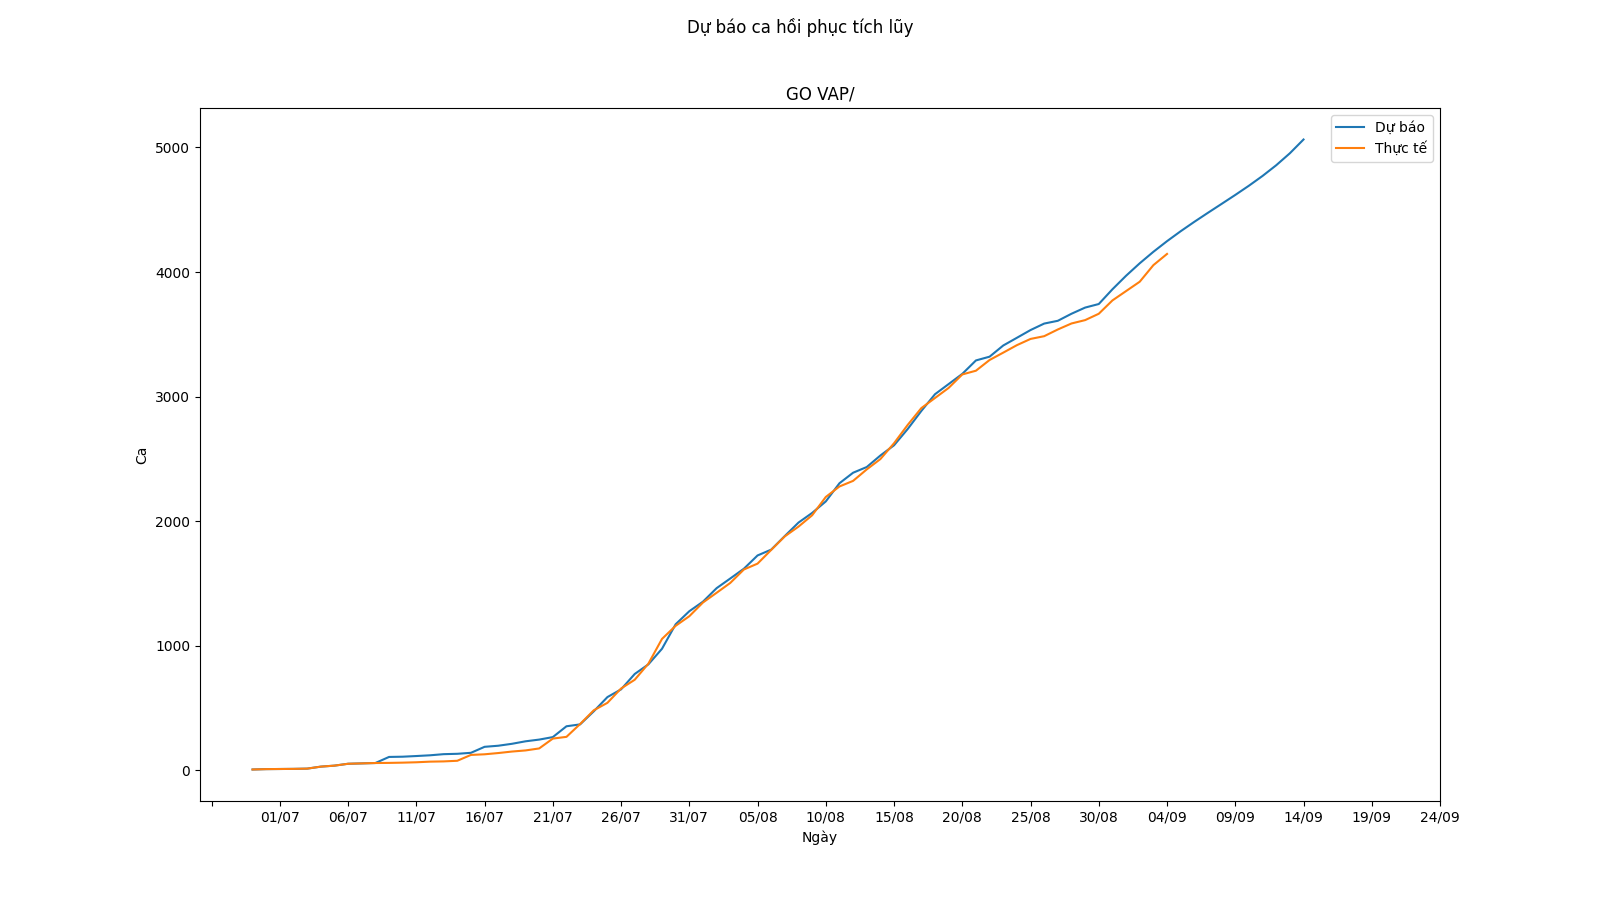 Dự báo ca hồi phục tích lũy
GO VAP/
Dự báo
Thực tế
5000
4000
3000
2000
1000
0
Ca
01/07 06/07 11/07 16/07 21/07 26/07 31/07 05/08 10/08 15/08 20/08 25/08 30/08 04/09 09/09 14/09 19/09 24/09
Ngày